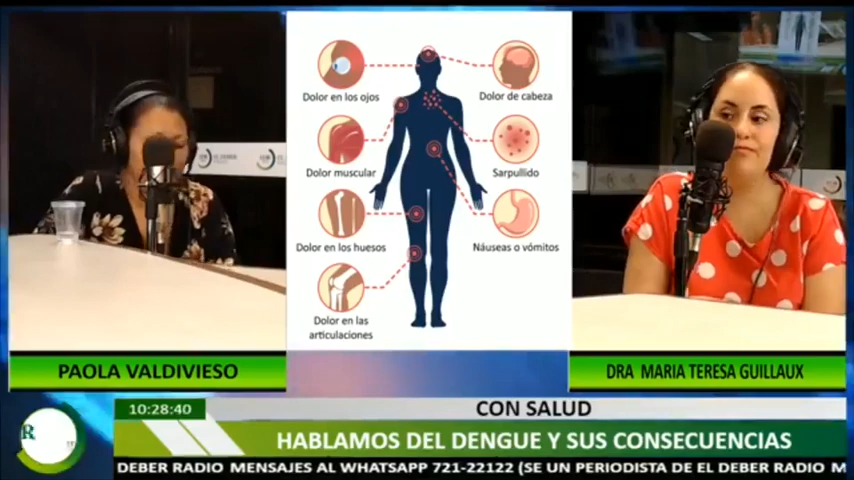 Dolor en los ojos
Dolor de cabeza
Dolor muscular
Sarpullido
Dolor en los huesos
Náuseas o vómitos
Dolor en las
articulaciones
PAOLA VALDIVIESO
DRA MARIA TERESA GUILLAUX
10:28:40
CON SALUD
R
HABLAMOS DEL DENGUE Y SUS CONSECUENCIAS
DEBER RADIO MENSAJES AL WHATSAPP 721-22122 (SE UN PERIODISTA DE EL DEBER RADIO M